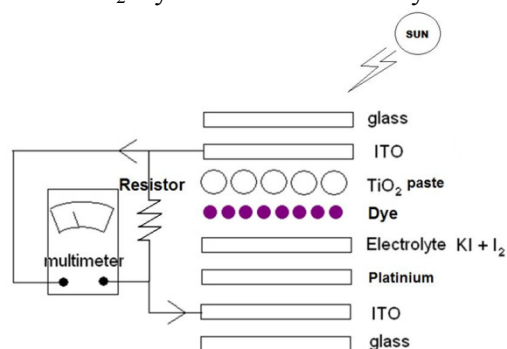 SUN
glass
ITO
Resistor
TiO₂ paste
Dye
Electrolyte KI + I₂
multimeter
Platinium
ITO
glass